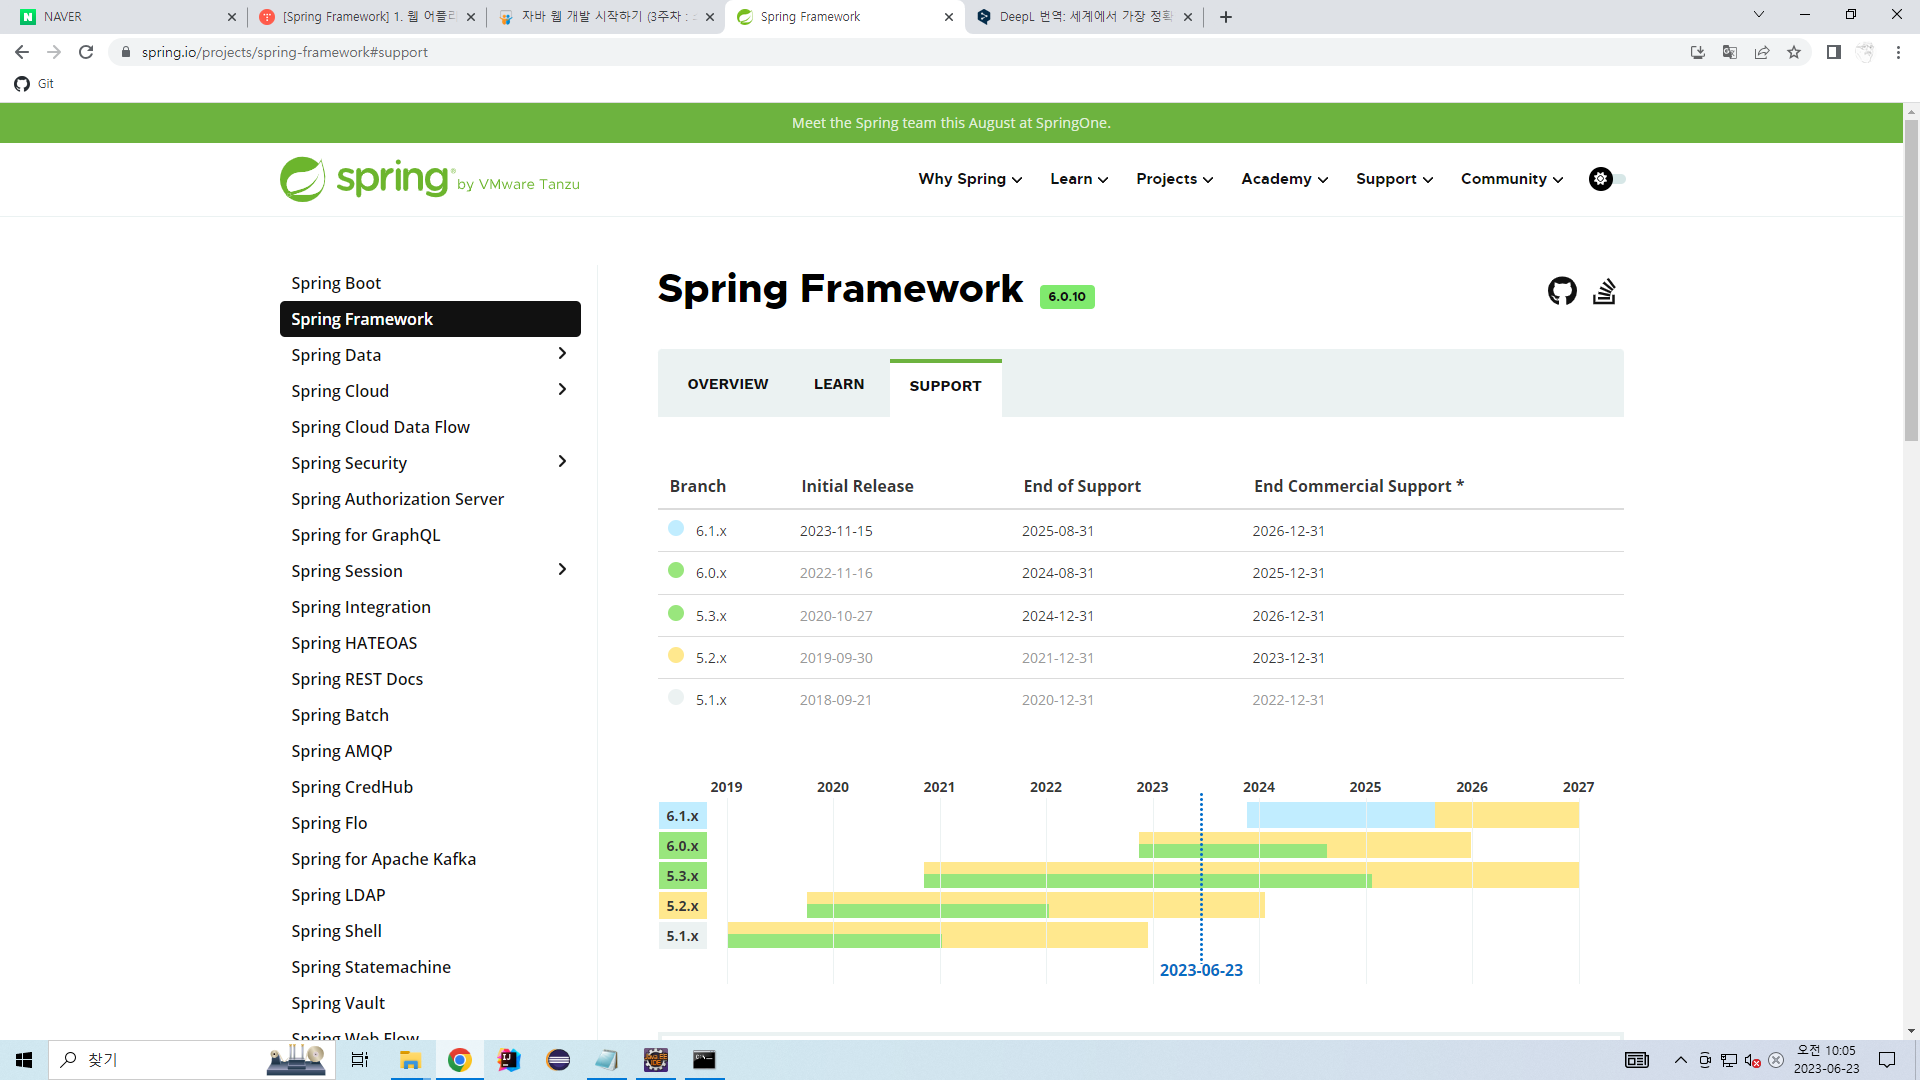 NAVER
[Spring Framework] 1. 웹 어플리
자바 웹 개발 시작하기 (3주차 :
Spring Framework
DeepL 번역: 세계에서 가장 정확
spring.io/projects/spring-framework#support
Git
Meet the Spring team this August at SpringOne.
spring® by VMware Tanzu
Why Spring
Learn
Projects
Academy
Support
Community
Spring Boot
Spring Framework
Spring Data
Spring Cloud
Spring Cloud Data Flow
Spring Security
Spring Authorization Server
Spring for GraphQL
Spring Session
Spring Integration
Spring HATEOAS
Spring REST Docs
Spring Batch
Spring AMQP
Spring CredHub
Spring Flo
Spring for Apache Kafka
Spring LDAP
Spring Shell
Spring Statemachine
Spring Vault
Spring Web Flow
Spring Framework 6.0.10
OVERVIEW LEARN SUPPORT
Branch Initial Release End of Support End Commercial Support *
6.1.x 2023-11-15 2025-08-31 2026-12-31
6.0.x 2022-11-16 2024-08-31 2025-12-31
5.3.x 2020-10-27 2024-12-31 2026-12-31
5.2.x 2019-09-30 2021-12-31 2023-12-31
5.1.x 2018-09-21 2020-12-31 2022-12-31
2019 2020 2021 2022 2023 2024 2025 2026 2027
6.1.x
6.0.x
5.3.x
5.2.x
5.1.x
2023-06-23
찾기
오전 10:05
2023-06-23